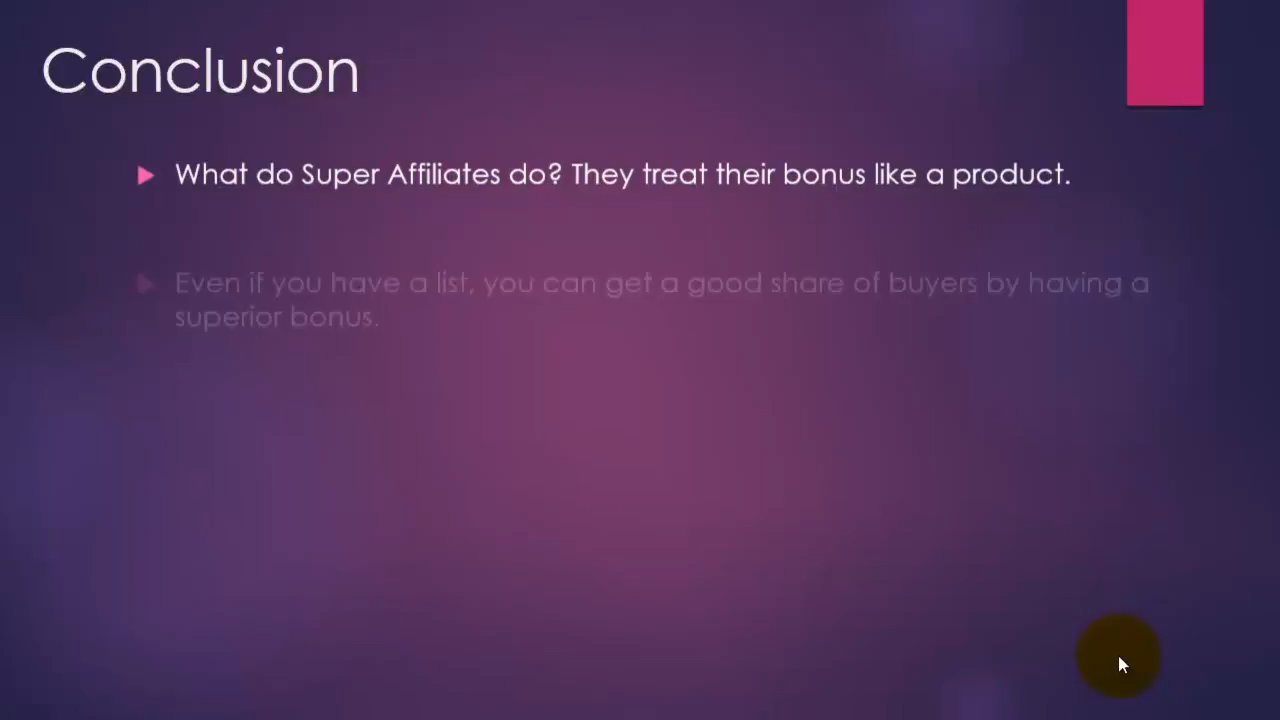 Conclusion
What do Super Affiliates do? They treat their bonus like a product.
Even if you have a list, you can get a good share of buyers by having a
superior bonus.